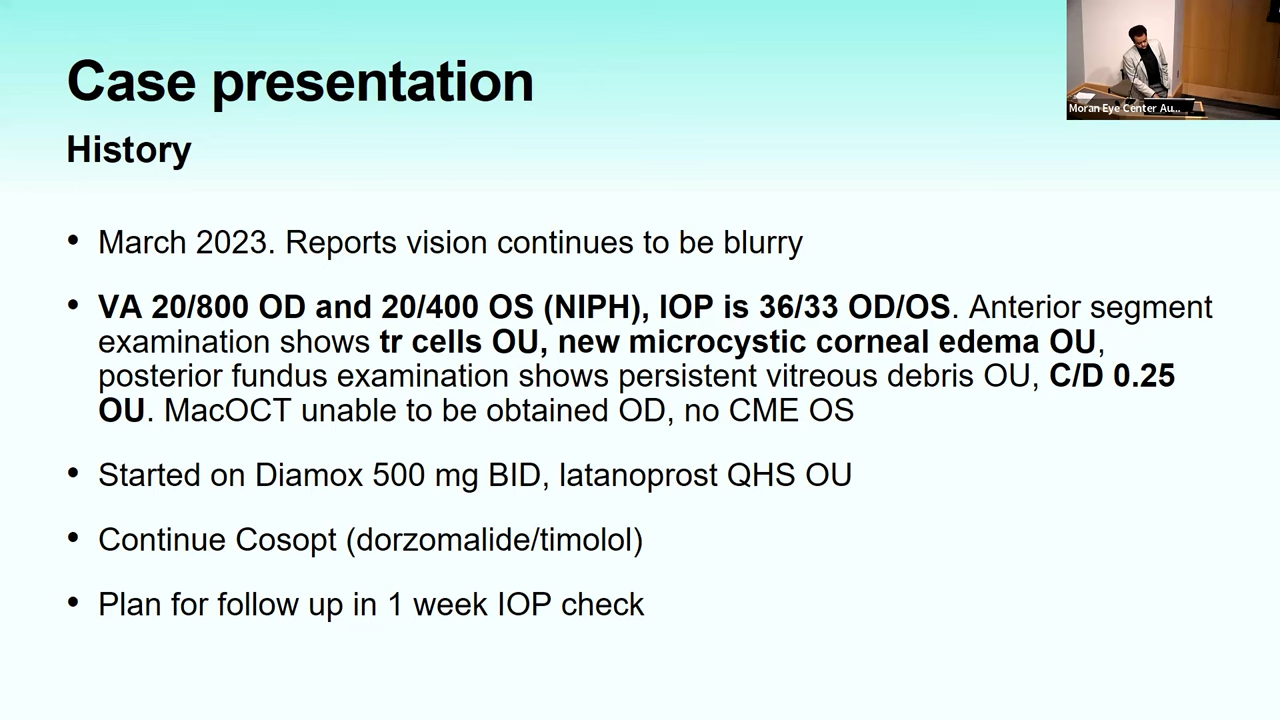 Case presentation
Moran Eye Center Au...
History
• March 2023. Reports vision continues to be blurry
• VA 20/800 OD and 20/400 OS (NIPH), IOP is 36/33 OD/OS. Anterior segment
examination shows tr cells OU, new microcystic corneal edema OU,
posterior fundus examination shows persistent vitreous debris OU, C/D 0.25
OU. MacOCT unable to be obtained OD, no CME OS
• Started on Diamox 500 mg BID, latanoprost QHS OU
• Continue Cosopt (dorzomalide/timolol)
• Plan for follow up in 1 week IOP check